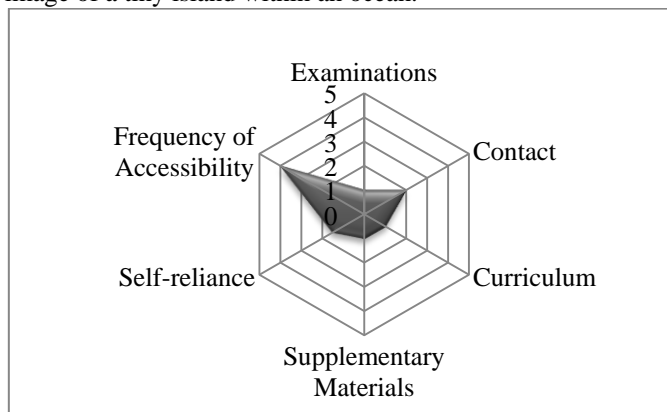 image of a tiny island within an ocean.
Examinations
5
4
3
2
1
0
Frequency of
Accessibility
Contact
Self-reliance
Curriculum
Supplementary
Materials